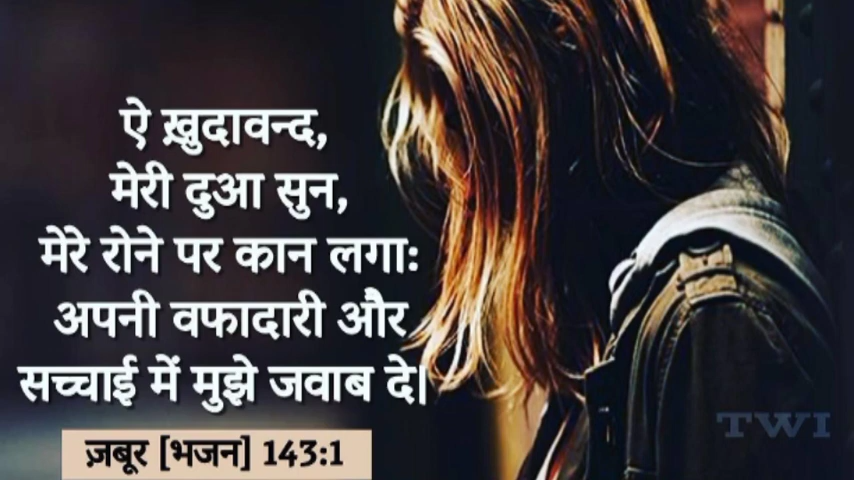 ऐ ख़ुदावन्द,
मेरी दुआ सुन,
मेरे रोने पर कान लगाः
अपनी वफादारी और
सच्चाई में मुझे जवाब दे।
ज़बूर [भजन] 143:1
TWI